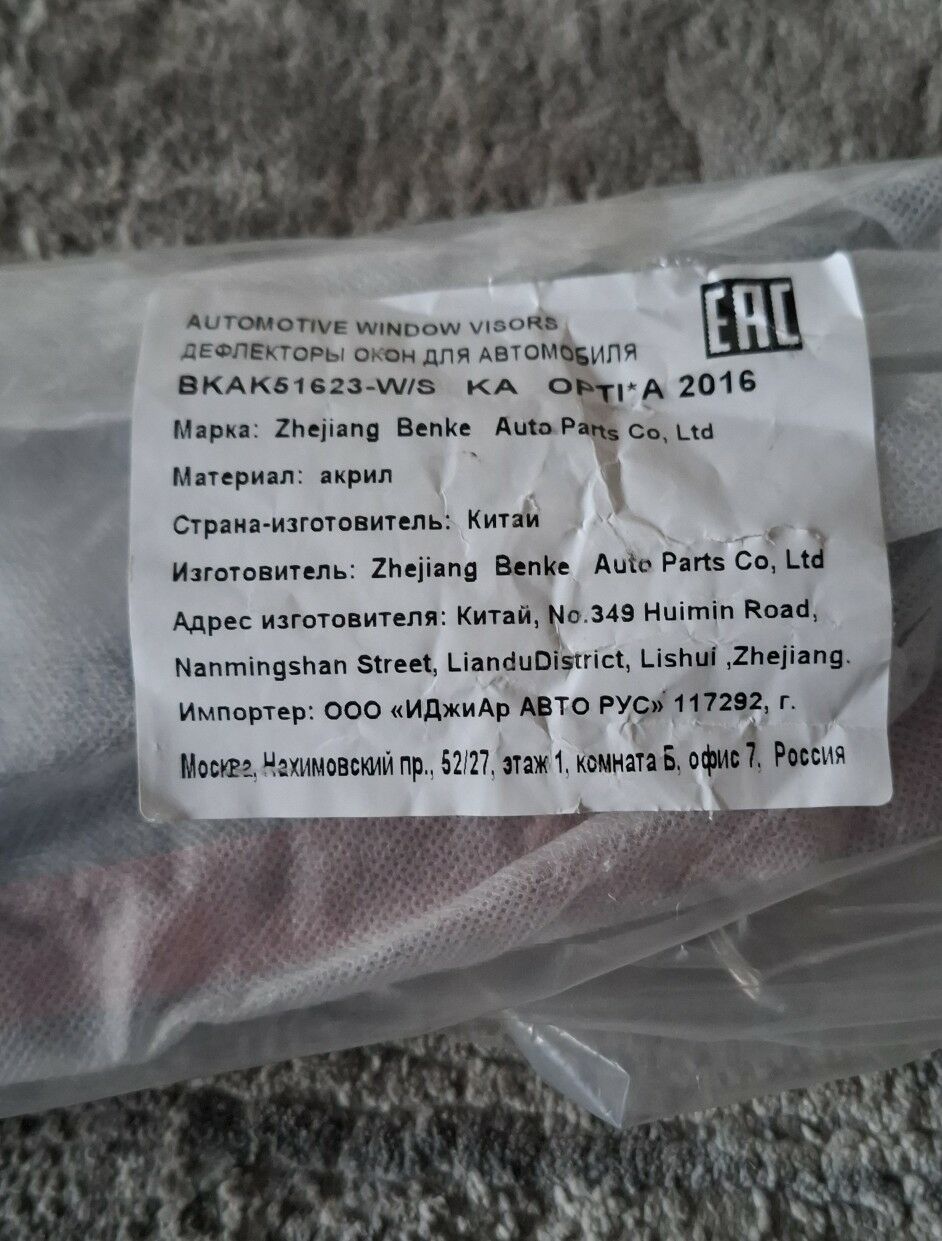 EAC
AUTOMOTIVE WINDOW VISORS
ДЕФЛЕКТОРЫ ОКОН ДЛЯ АВТОМОБИЛЯ
BKAK51623-W/S KA OPTI*A 2016
Марка: Zhejiang Benke Auto Parts Co, Ltd
Материал: акрил
Страна-изготовитель: Китай
Изготовитель: Zhejiang Benke Auto Parts Co, Ltd
Адрес изготовителя: Китай, No.349 Huimin Road,
Nanmingshan Street, LianduDistrict, Lishui ,Zhejiang.
Импортер: ООО «ИДжиАр АВТО РУС» 117292, г.
Москва, Нахимовский пр., 52/27, этаж 1, комната Б, офис 7, Россия